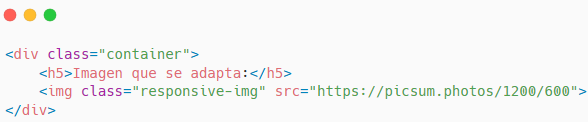 <div class="container">
    <h5>Imagen que se adapta:</h5>
    <img class="responsive-img" src="https://picsum.photos/1200/600">
</div>